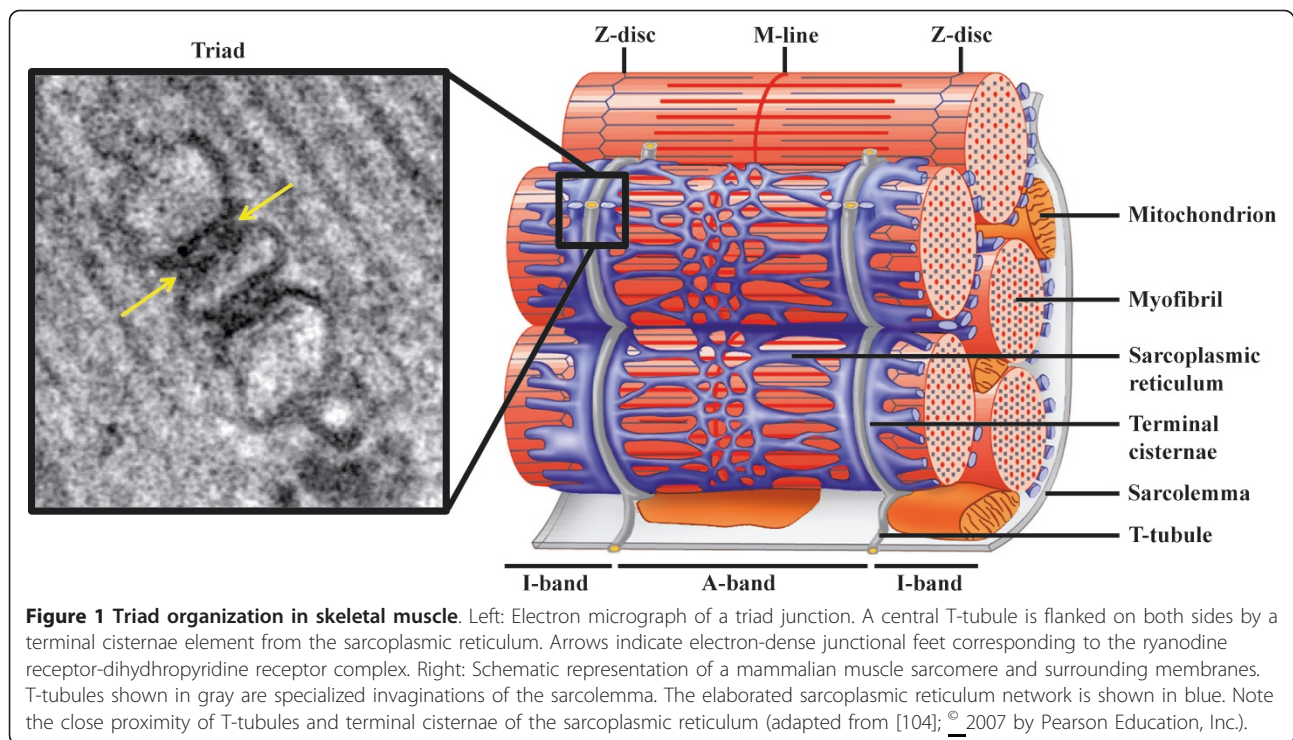 Triad
Z-disc
M-line
Z-disc
Mitochondrion
Myofibril
Sarcoplasmic
reticulum
Terminal
cisternae
Sarcolemma
T-tubule
I-band
A-band
I-band
Figure 1 Triad organization in skeletal muscle. Left: Electron micrograph of a triad junction. A central T-tubule is flanked on both sides by a
terminal cisternae element from the sarcoplasmic reticulum. Arrows indicate electron-dense junctional feet corresponding to the ryanodine
receptor-dihydhropyridine receptor complex. Right: Schematic representation of a mammalian muscle sarcomere and surrounding membranes.
T-tubules shown in gray are specialized invaginations of the sarcolemma. The elaborated sarcoplasmic reticulum network is shown in blue. Note
the close proximity of T-tubules and terminal cisternae of the sarcoplasmic reticulum (adapted from [104]; © 2007 by Pearson Education, Inc.).